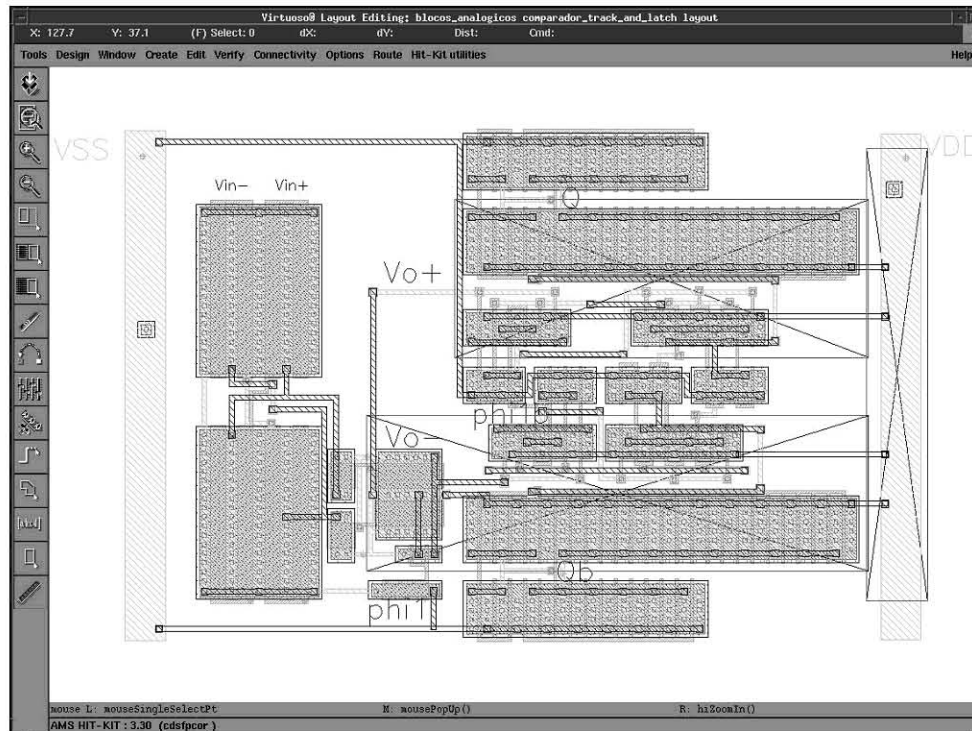 Virtuoso® Layout Editing: blocos_analogicos comparador_track_and_latch layout
X: 127.7 Y: 37.1 (F) Select: 0 dX: dY: Dist: Cmd:
Tools Design Window Create Edit Verify Connectivity Options Route Hit-Kit utilities Help
VSS
VDD
Vin- Vin+
Q
Vo+
Vo-
Qb
phi1
mouse L: mouseSingleSelectPt M: mousePopUp() R: hiZoomIn()
AMS HIT-KIT : 3.30 (cdsfpcor )